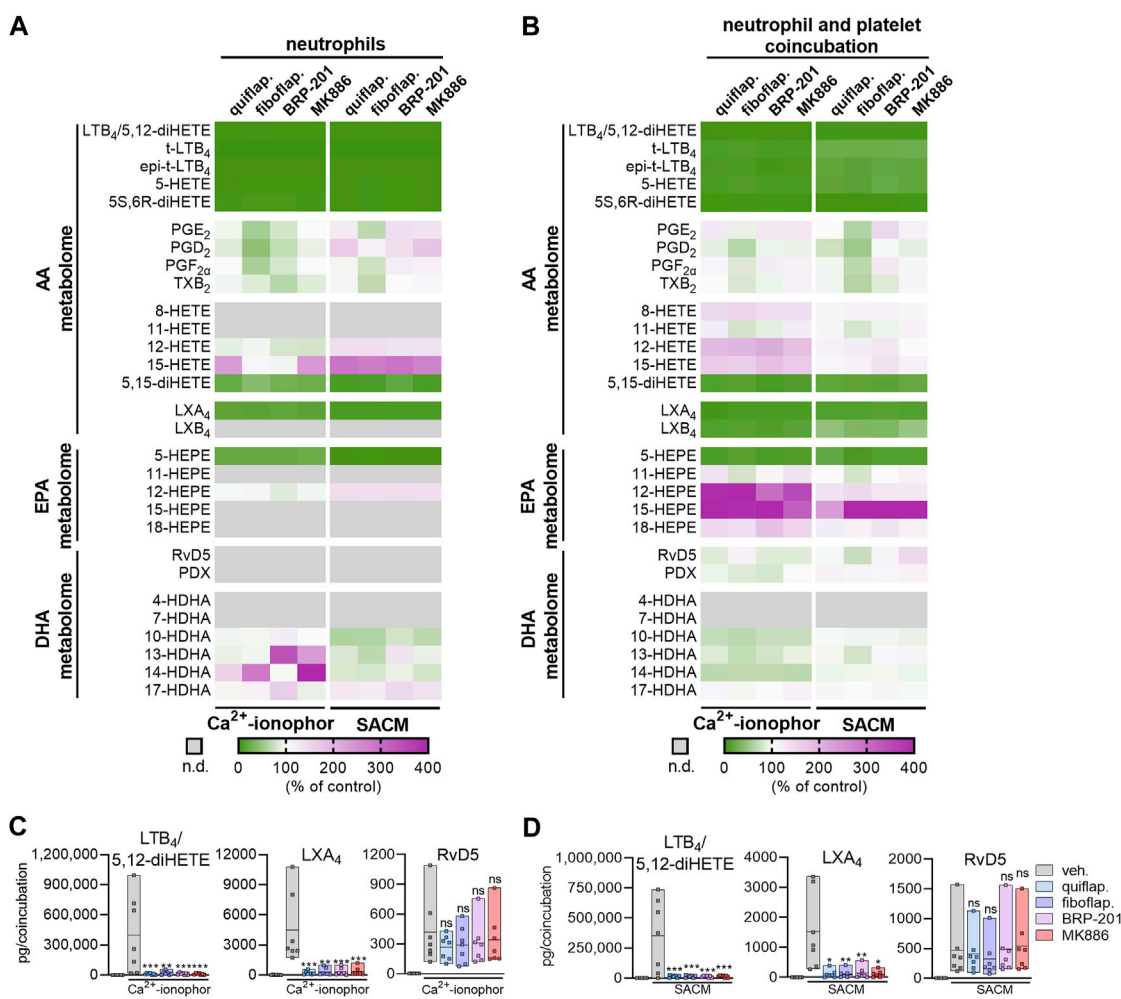 A
neutrophils
quiflap.
fiboflap.
BRP-201
MK886
quiflap.
fiboflap.
BRP-201
MK886
AA
metabolome
LTB4/5,12-diHETE
t-LTB4
epi-t-LTB4
5-HETE
5S,6R-diHETE
PGE2
PGD2
PGF2α
TXB2
8-HETE
11-HETE
12-HETE
15-HETE
5,15-diHETE
LXA4
LXB4
EPA
metabolome
5-HEPE
11-HEPE
12-HEPE
15-HEPE
18-HEPE
DHA
metabolome
RvD5
PDX
4-HDHA
7-HDHA
10-HDHA
13-HDHA
14-HDHA
17-HDHA
Ca2+-ionophor SACM
n.d.
0 100 200 300 400
(% of control)
B
neutrophil and platelet
coincubation
quiflap.
fiboflap.
BRP-201
MK886
quiflap.
fiboflap.
BRP-201
MK886
AA
metabolome
LTB4/5,12-diHETE
t-LTB4
epi-t-LTB4
5-HETE
5S,6R-diHETE
PGE2
PGD2
PGF2α
TXB2
8-HETE
11-HETE
12-HETE
15-HETE
5,15-diHETE
LXA4
LXB4
EPA
metabolome
5-HEPE
11-HEPE
12-HEPE
15-HEPE
18-HEPE
DHA
metabolome
RvD5
PDX
4-HDHA
7-HDHA
10-HDHA
13-HDHA
14-HDHA
17-HDHA
Ca2+-ionophor SACM
n.d.
0 100 200 300 400
(% of control)
C
pg/coincubation
LTB4/
5,12-diHETE
1,200,000
900,000
600,000
300,000
0
*** ** *** ***
Ca2+-ionophor
LXA4
12000
9000
6000
3000
0
*** ** *** ***
Ca2+-ionophor
RvD5
1200
900
600
300
0
ns ns ns ns
Ca2+-ionophor
D
pg/coincubation
LTB4/
5,12-diHETE
1,000,000
750,000
500,000
250,000
0
*** *** *** ***
SACM
LXA4
4000
3000
2000
1000
0
* ** ** *
SACM
RvD5
2000
1500
1000
500
0
ns ns ns ns
SACM
veh.
quiflap.
fiboflap.
BRP-201
MK886